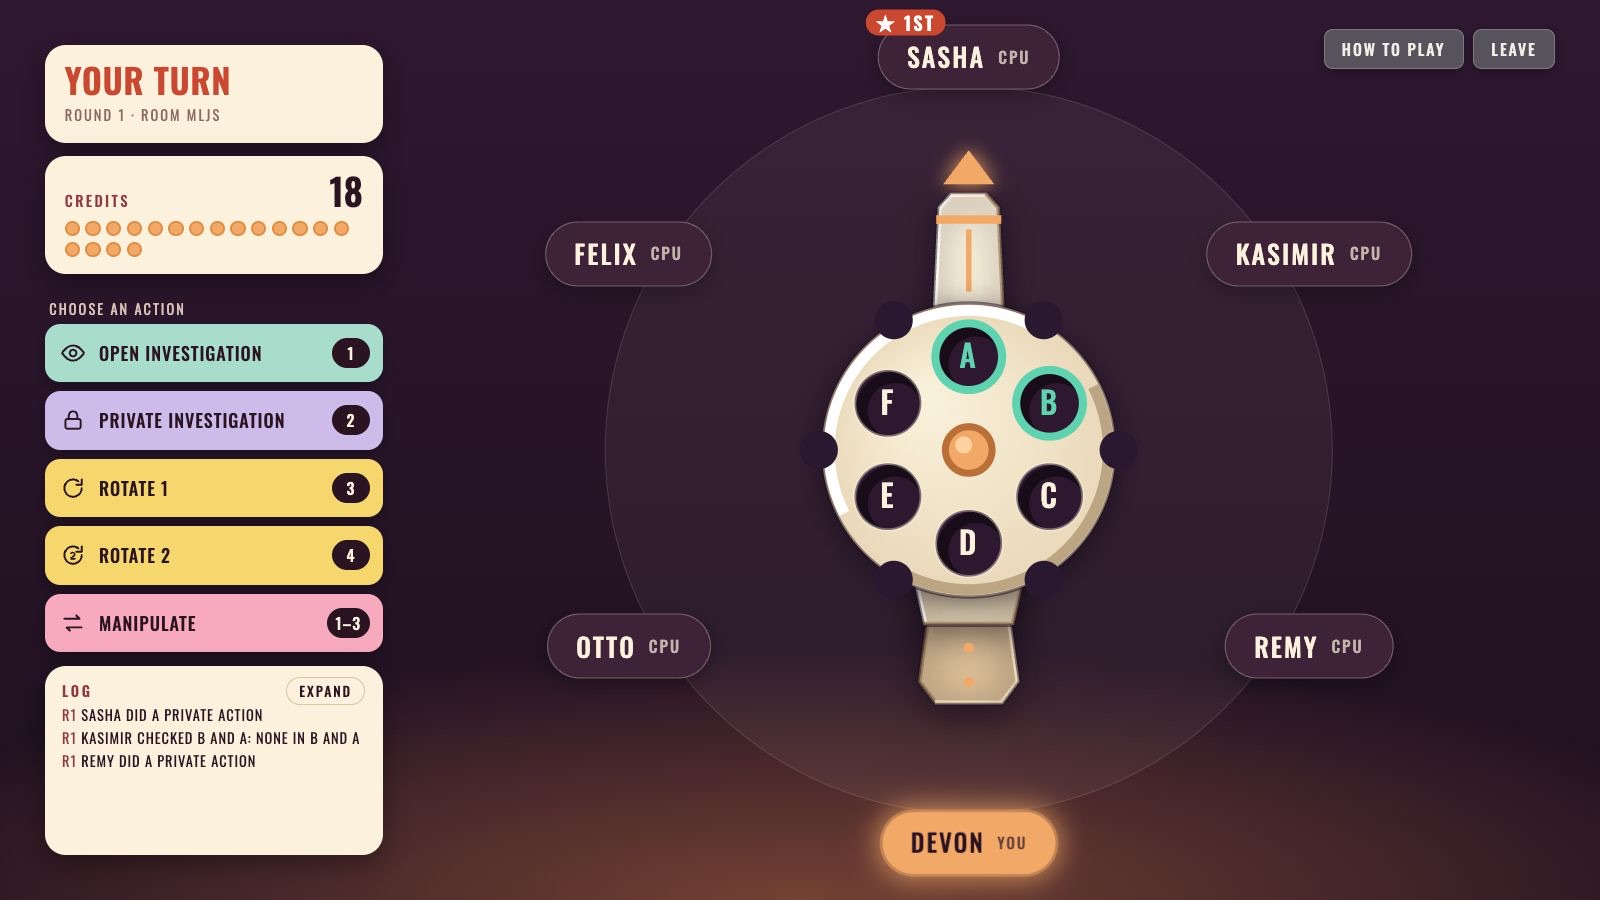 YOUR TURN
ROUND 1 · ROOM MLJS
CREDITS 18
CHOOSE AN ACTION
OPEN INVESTIGATION 1
PRIVATE INVESTIGATION 2
ROTATE 1 3
2 ROTATE 2 4
MANIPULATE 1–3
LOG EXPAND
R1 SASHA DID A PRIVATE ACTION
R1 KASIMIR CHECKED B AND A: NONE IN B AND A
R1 REMY DID A PRIVATE ACTION
★ 1ST
SASHA CPU
HOW TO PLAY
LEAVE
FELIX CPU
KASIMIR CPU
A
F
B
E
C
D
OTTO CPU
REMY CPU
DEVON YOU